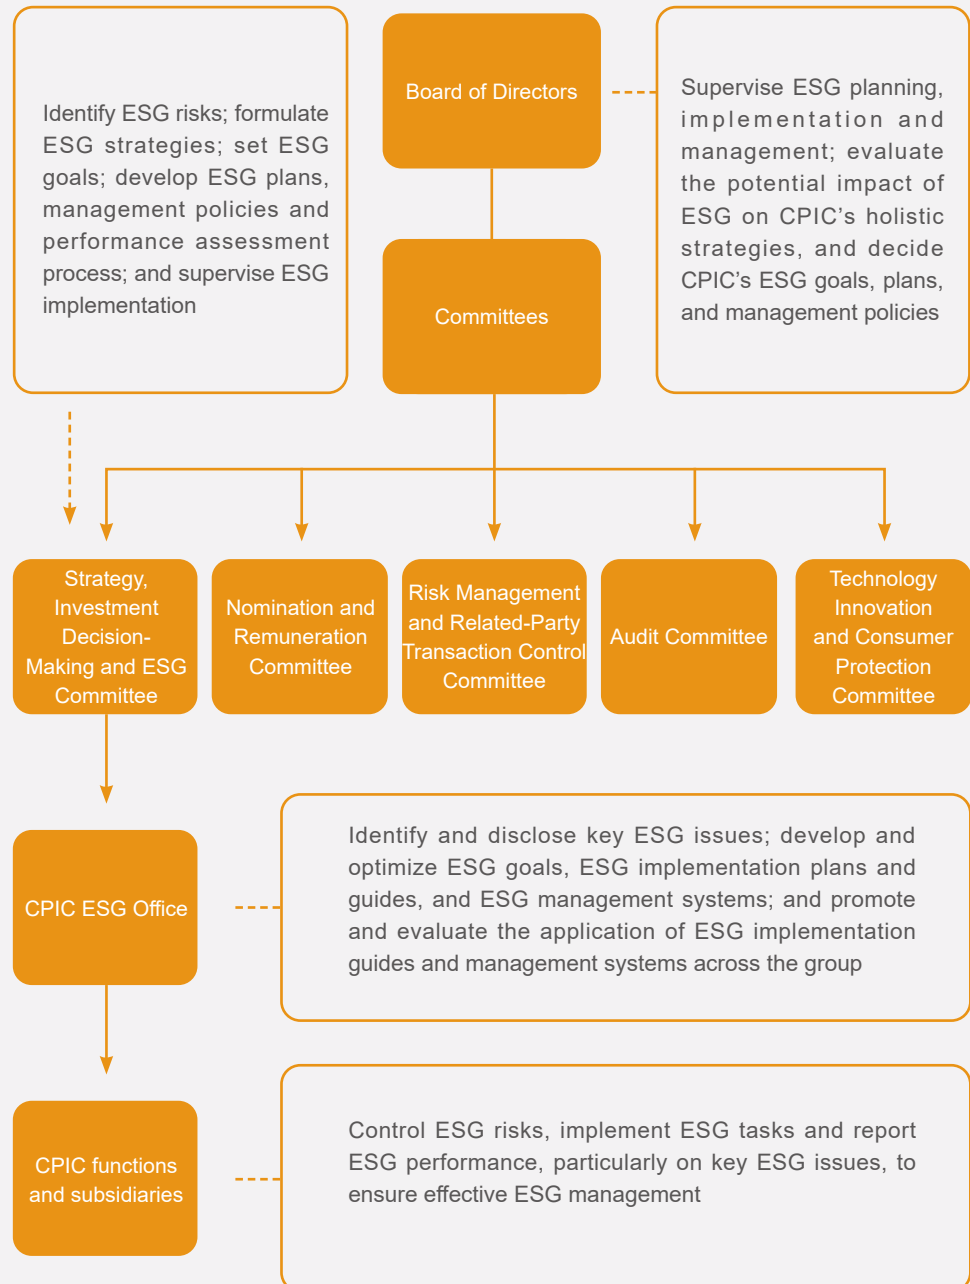 Identify ESG risks; formulate
ESG strategies; set ESG
goals; develop ESG plans,
management policies and
performance assessment
process; and supervise ESG
implementation
Board of Directors
Supervise ESG planning,
implementation and
management; evaluate
the potential impact of
ESG on CPIC’s holistic
strategies, and decide
CPIC’s ESG goals, plans,
and management policies
Committees
Strategy,
Investment
Decision-
Making and ESG
Committee
Nomination and
Remuneration
Committee
Risk Management
and Related-Party
Transaction Control
Committee
Audit Committee
Technology
Innovation
and Consumer
Protection
Committee
CPIC ESG Office
Identify and disclose key ESG issues; develop and
optimize ESG goals, ESG implementation plans and
guides, and ESG management systems; and promote
and evaluate the application of ESG implementation
guides and management systems across the group
CPIC functions
and subsidiaries
Control ESG risks, implement ESG tasks and report
ESG performance, particularly on key ESG issues, to
ensure effective ESG management